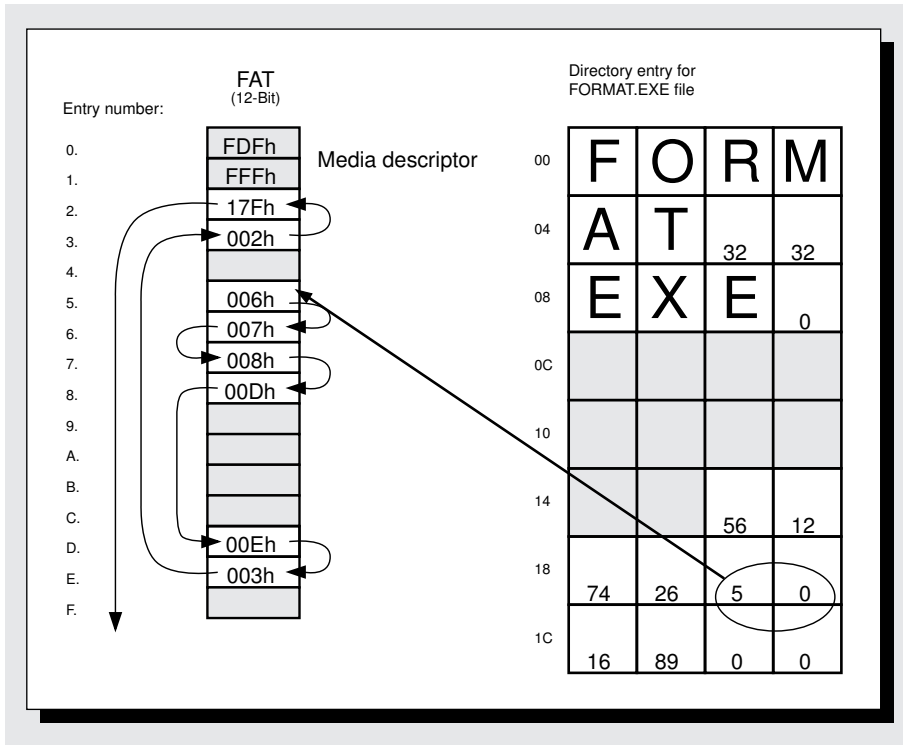 FAT
(12-Bit)
Entry number:
0. FDFh
1. FFFh
2. 17Fh
3. 002h
4.
5. 006h
6. 007h
7. 008h
8. 00Dh
9.
A.
B.
C.
D. 00Eh
E. 003h
F.
Media descriptor
Directory entry for
FORMAT.EXE file
00 F O R M
04 A T 32 32
08 E X E 0
0C
10
14 56 12
18 74 26 5 0
1C 16 89 0 0